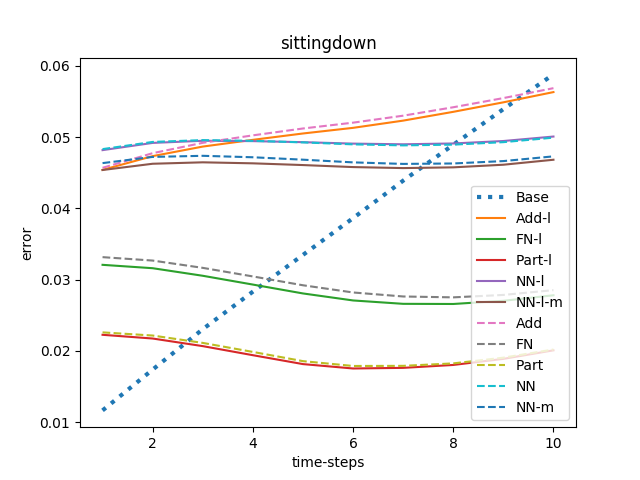 sittingdown
error
0.06
0.05
0.04
0.03
0.02
0.01
2 4 6 8 10
time-steps
Base
Add-l
FN-l
Part-l
NN-l
NN-l-m
Add
FN
Part
NN
NN-m